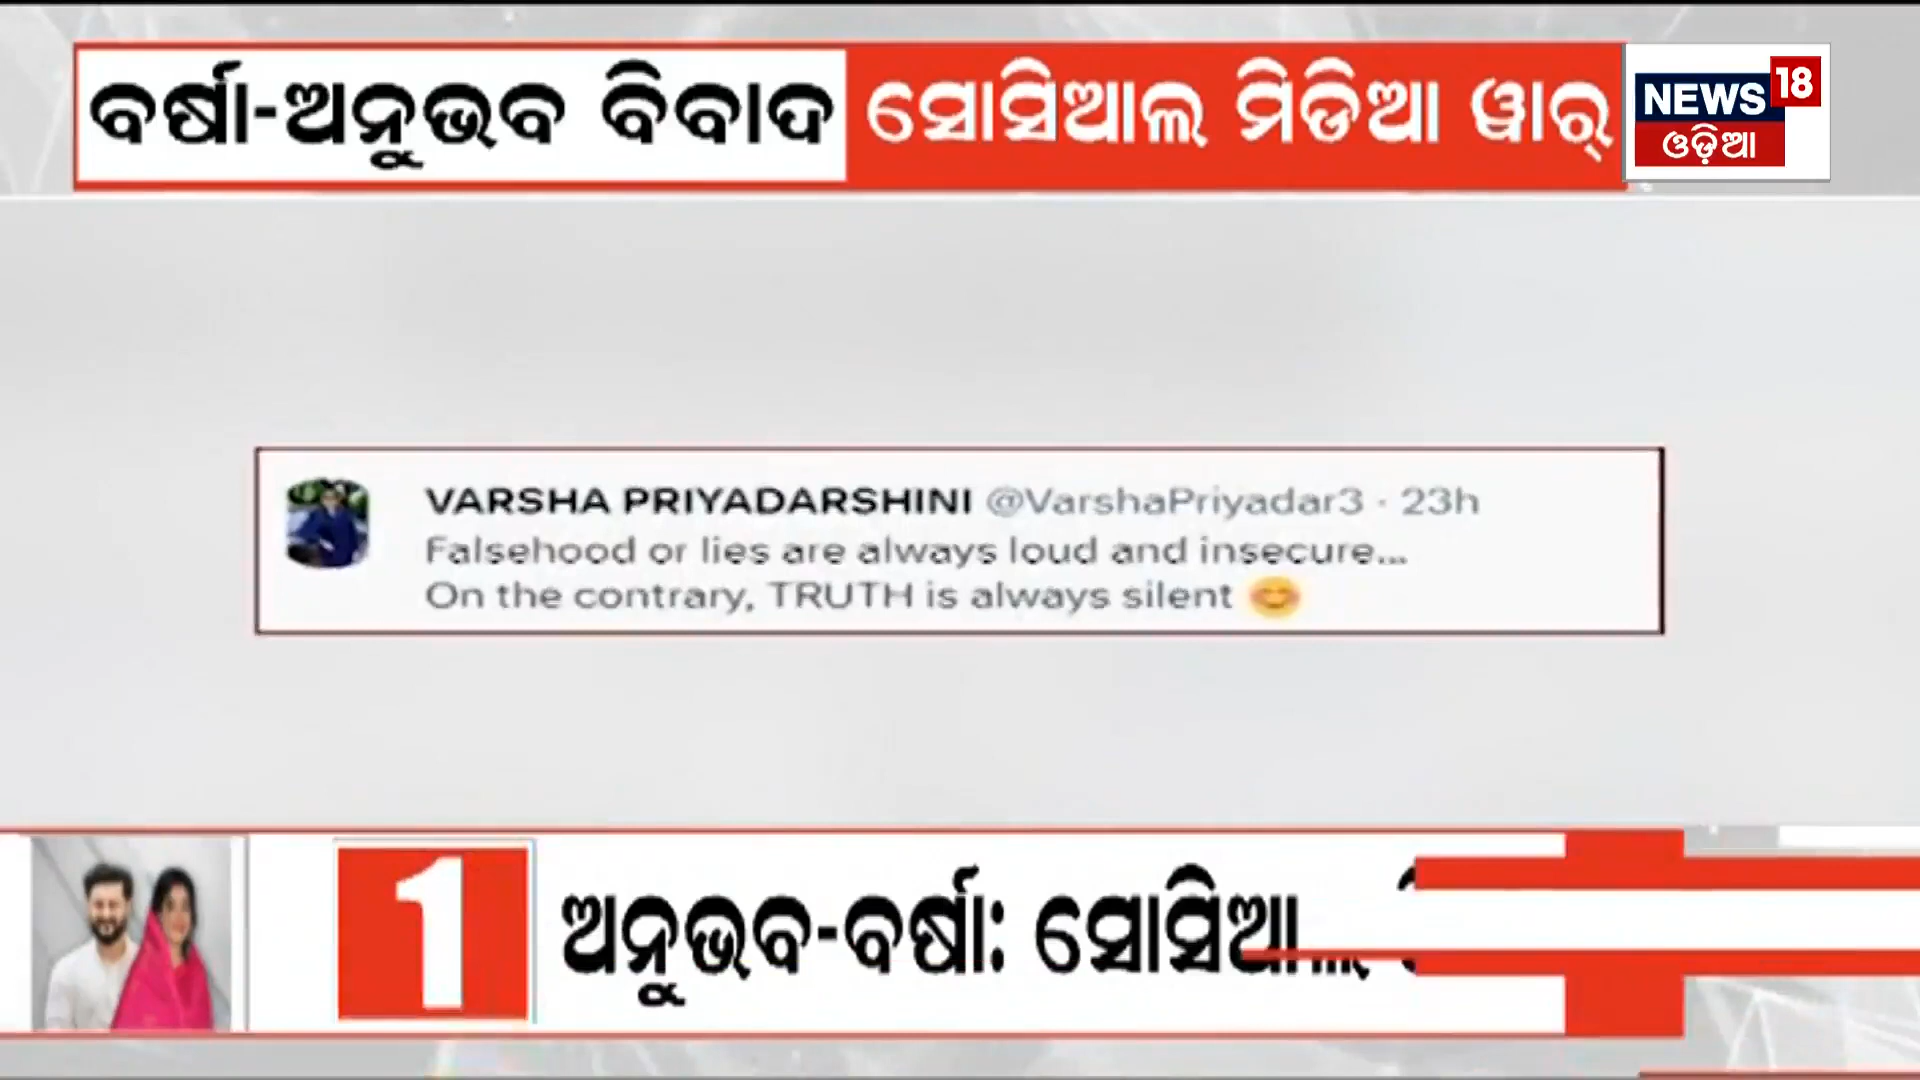 ବର୍ଷା-ଅନୁଭବ ବିବାଦ ସୋସିଆଲ ମିଡିଆ ୱାର୍
NEWS 18
ଓଡ଼ିଆ
VARSHA PRIYADARSHINI @VarshaPriyadar3 · 23h
Falsehood or lies are always loud and insecure...
On the contrary, TRUTH is always silent 😊
1 ଅନୁଭବ-ବର୍ଷା: ସୋସିଆଲ